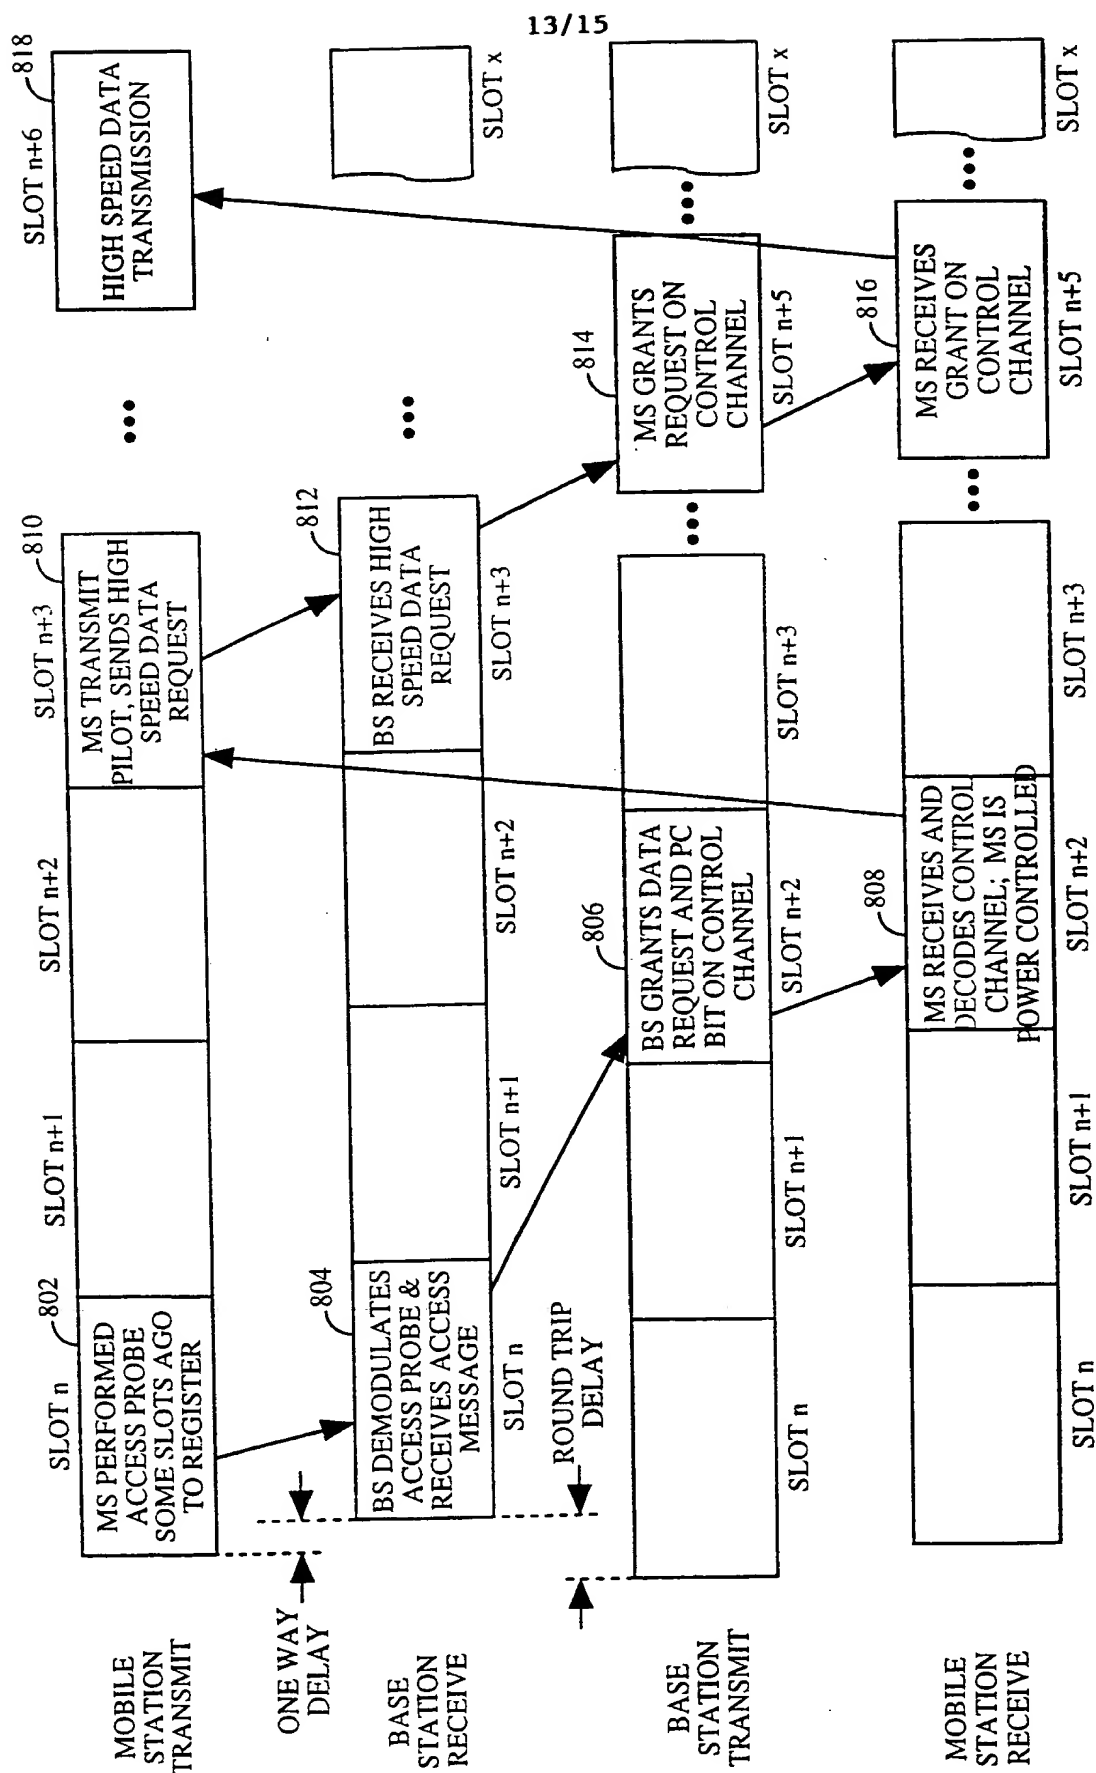 13/15
MOBILE
STATION
TRANSMIT
SLOT n
802
MS PERFORMED
ACCESS PROBE
SOME SLOTS AGO
TO REGISTER
SLOT n+1
SLOT n+2
SLOT n+3
810
MS TRANSMIT
PILOT, SENDS HIGH
SPEED DATA
REQUEST
•••
SLOT n+6
818
HIGH SPEED DATA
TRANSMISSION
ONE WAY
DELAY
BASE
STATION
RECEIVE
804
BS DEMODULATES
ACCESS PROBE &
RECEIVES ACCESS
MESSAGE
SLOT n
SLOT n+1
SLOT n+2
812
BS RECEIVES HIGH
SPEED DATA
REQUEST
SLOT n+3
•••
SLOT x
ROUND TRIP
DELAY
BASE
STATION
TRANSMIT
SLOT n
SLOT n+1
806
BS GRANTS DATA
REQUEST AND PC
BIT ON CONTROL
CHANNEL
SLOT n+2
SLOT n+3
•••
814
MS GRANTS
REQUEST ON
CONTROL
CHANNEL
SLOT n+5
•••
SLOT x
MOBILE
STATION
RECEIVE
SLOT n
SLOT n+1
808
MS RECEIVES AND
DECODES CONTROL
CHANNEL; MS IS
POWER CONTROLLED
SLOT n+2
SLOT n+3
•••
816
MS RECEIVES
GRANT ON
CONTROL
CHANNEL
SLOT n+5
•••
SLOT x